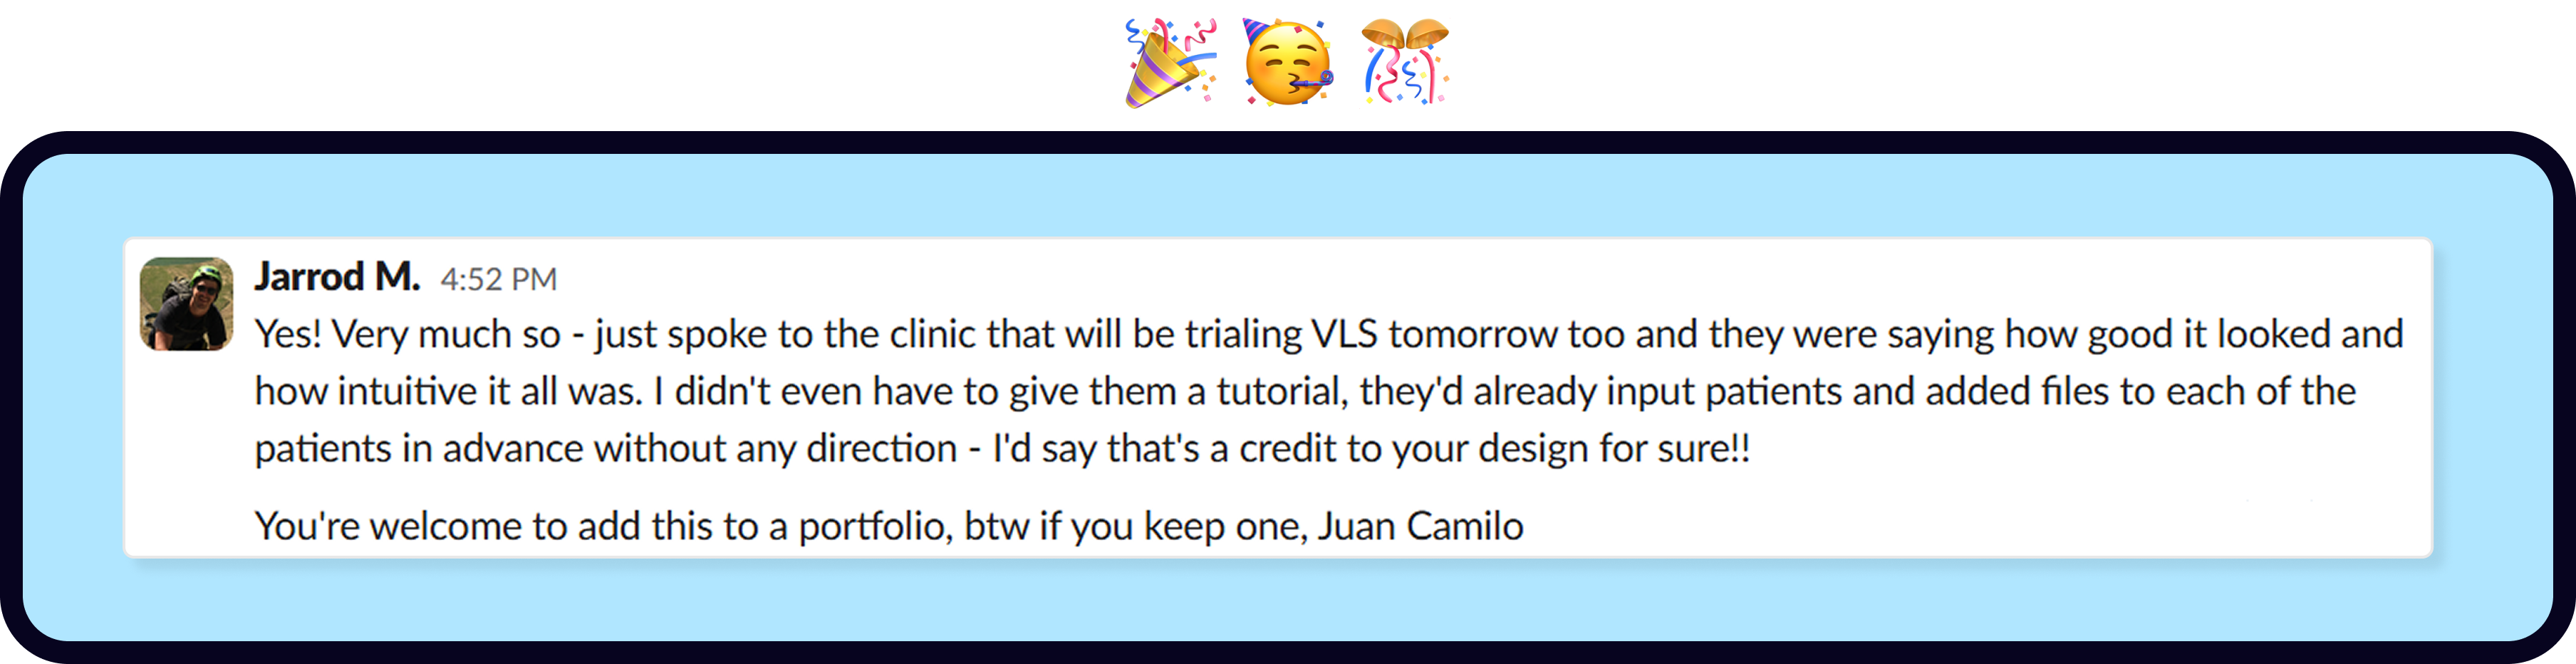 Jarrod M. 4:52 PM
Yes! Very much so - just spoke to the clinic that will be trialing VLS tomorrow too and they were saying how good it looked and
how intuitive it all was. I didn't even have to give them a tutorial, they'd already input patients and added files to each of the
patients in advance without any direction - I'd say that's a credit to your design for sure!!
You're welcome to add this to a portfolio, btw if you keep one, Juan Camilo